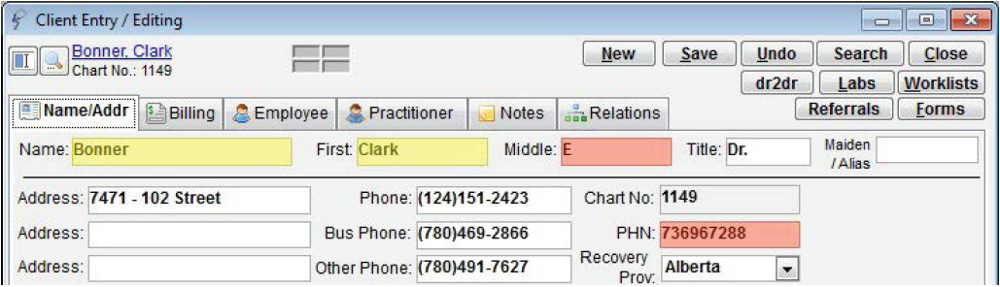 Client Entry / Editing
Bonner, Clark
Chart No.: 1149
New Save Undo Search Close
dr2dr Labs Worklists
Referrals Forms
Name/Addr Billing Employee Practitioner Notes Relations
Name: Bonner First: Clark Middle: E Title: Dr. Maiden
/ Alias
Address: 7471 - 102 Street Phone: (124)151-2423 Chart No: 1149
Address: Bus Phone: (780)469-2866 PHN: 736967288
Address: Other Phone: (780)491-7627 Recovery
Prov: Alberta